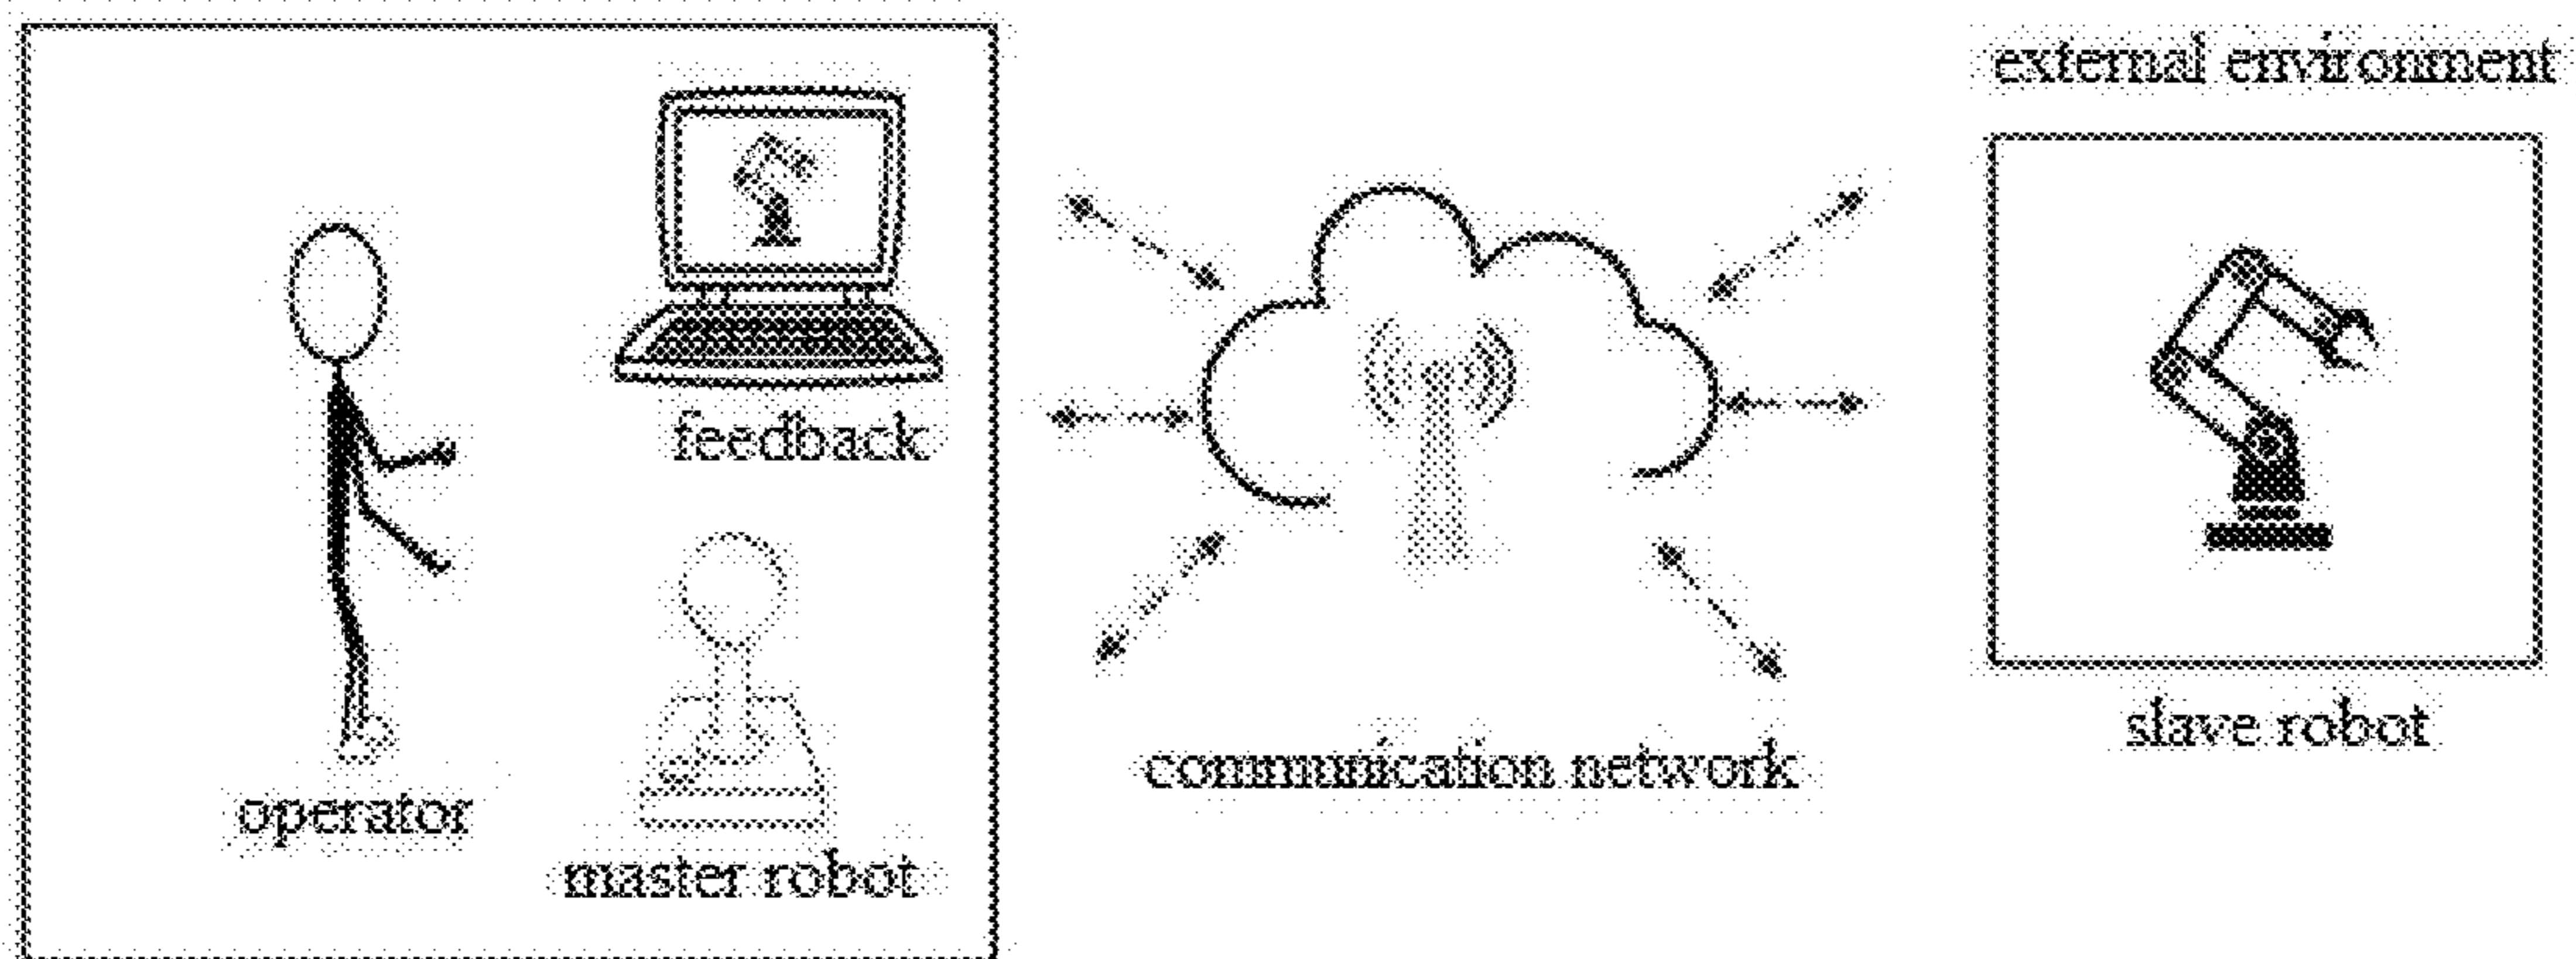 external environment
feedback
operator
master robot
communication network
slave robot